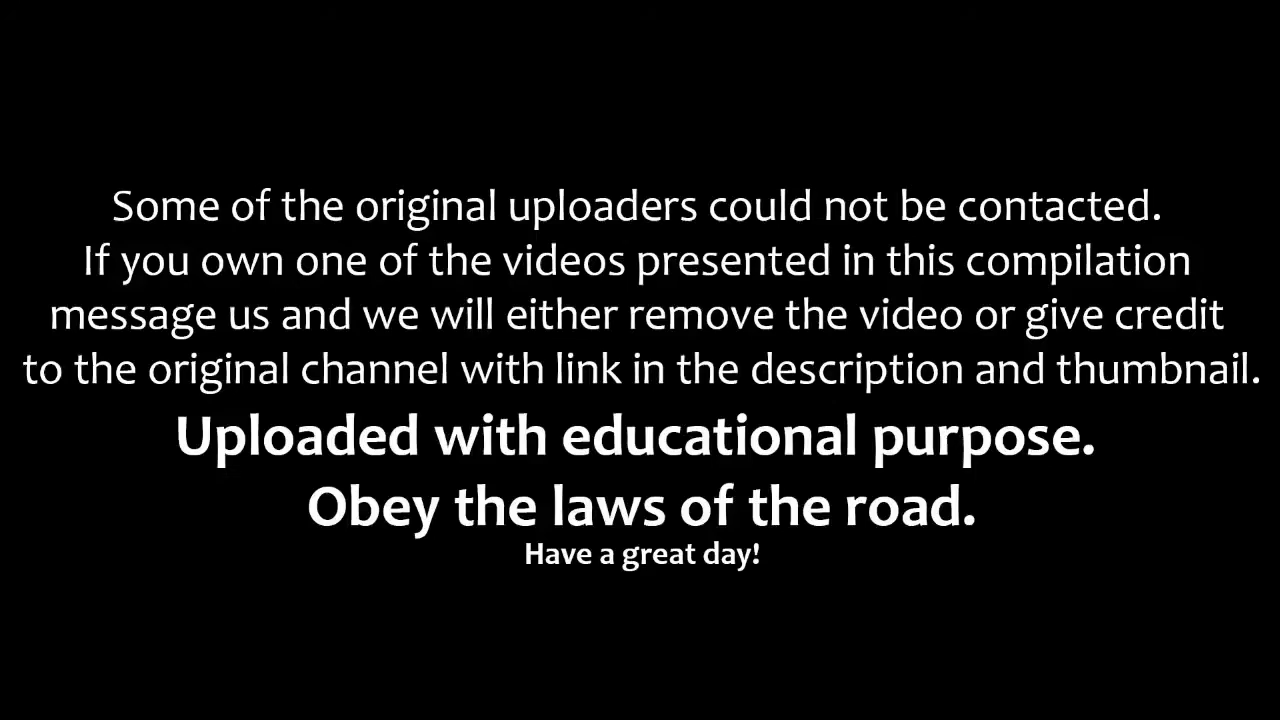 Some of the original uploaders could not be contacted.
If you own one of the videos presented in this compilation
message us and we will either remove the video or give credit
to the original channel with link in the description and thumbnail.
Uploaded with educational purpose.
Obey the laws of the road.
Have a great day!